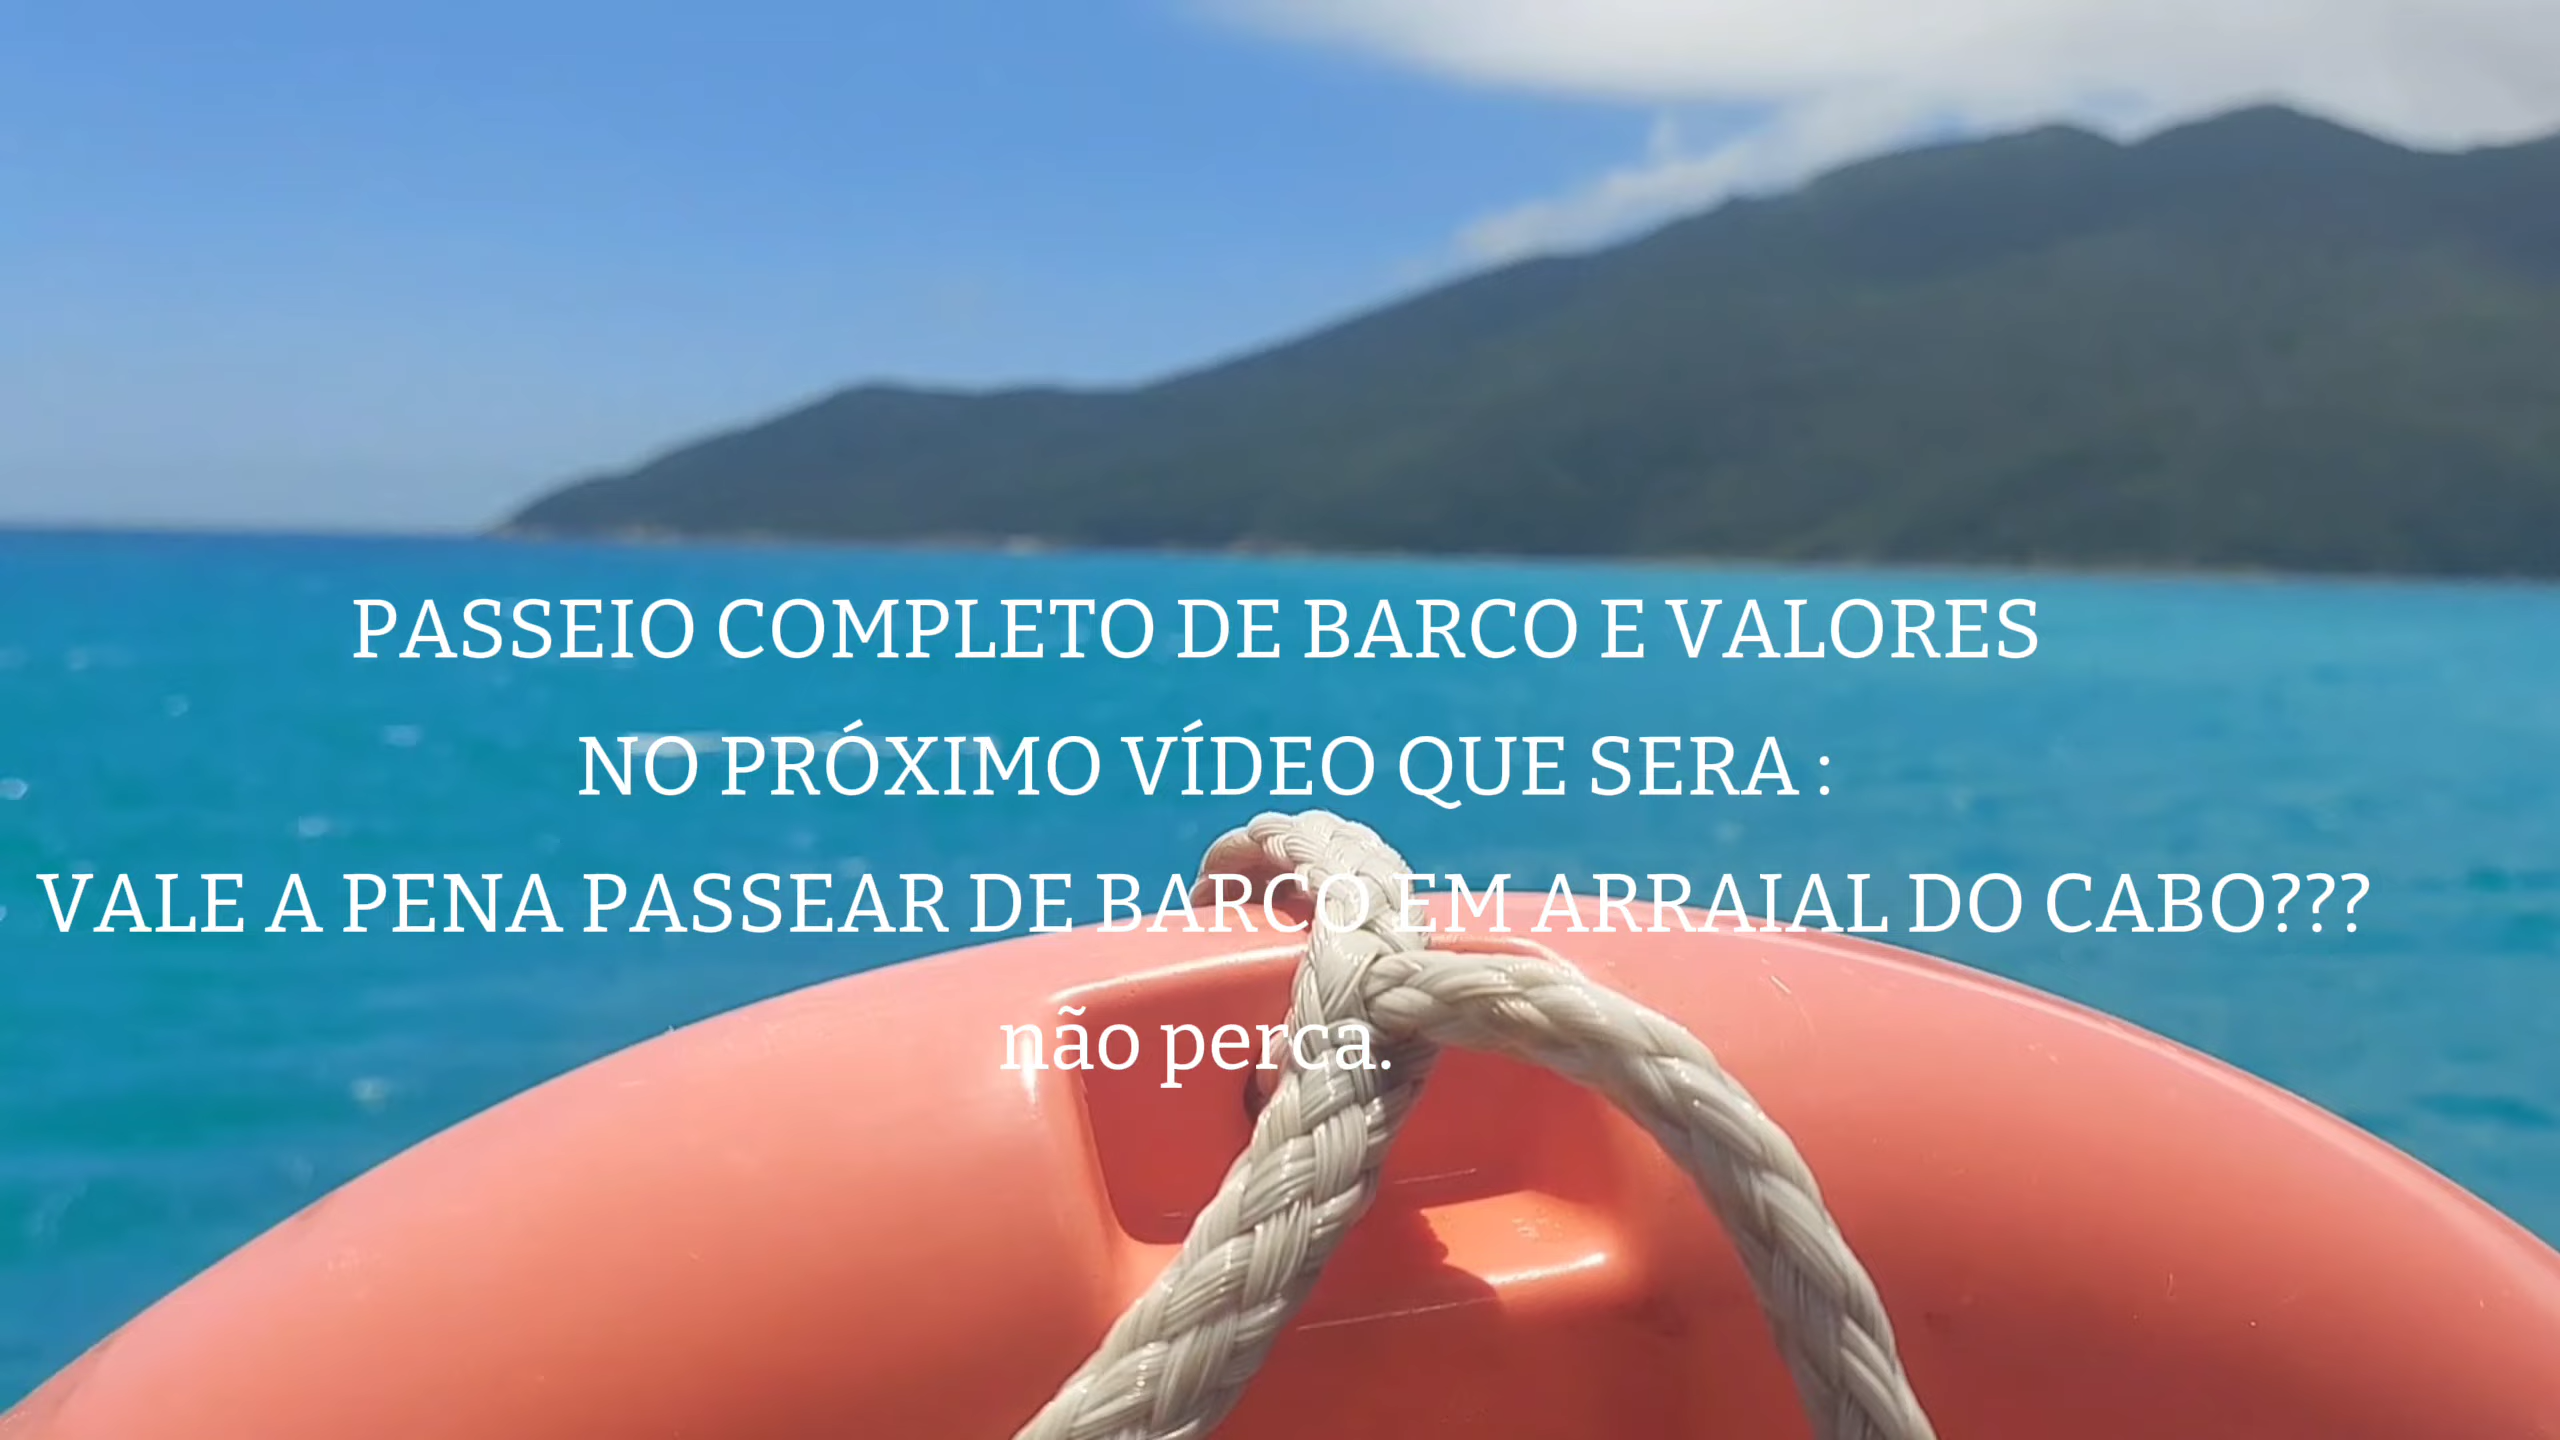 PASSEIO COMPLETO DE BARCO E VALORES
NO PRÓXIMO VÍDEO QUE SERA :
VALE A PENA PASSEAR DE BARCO EM ARRAIAL DO CABO???
não perca.